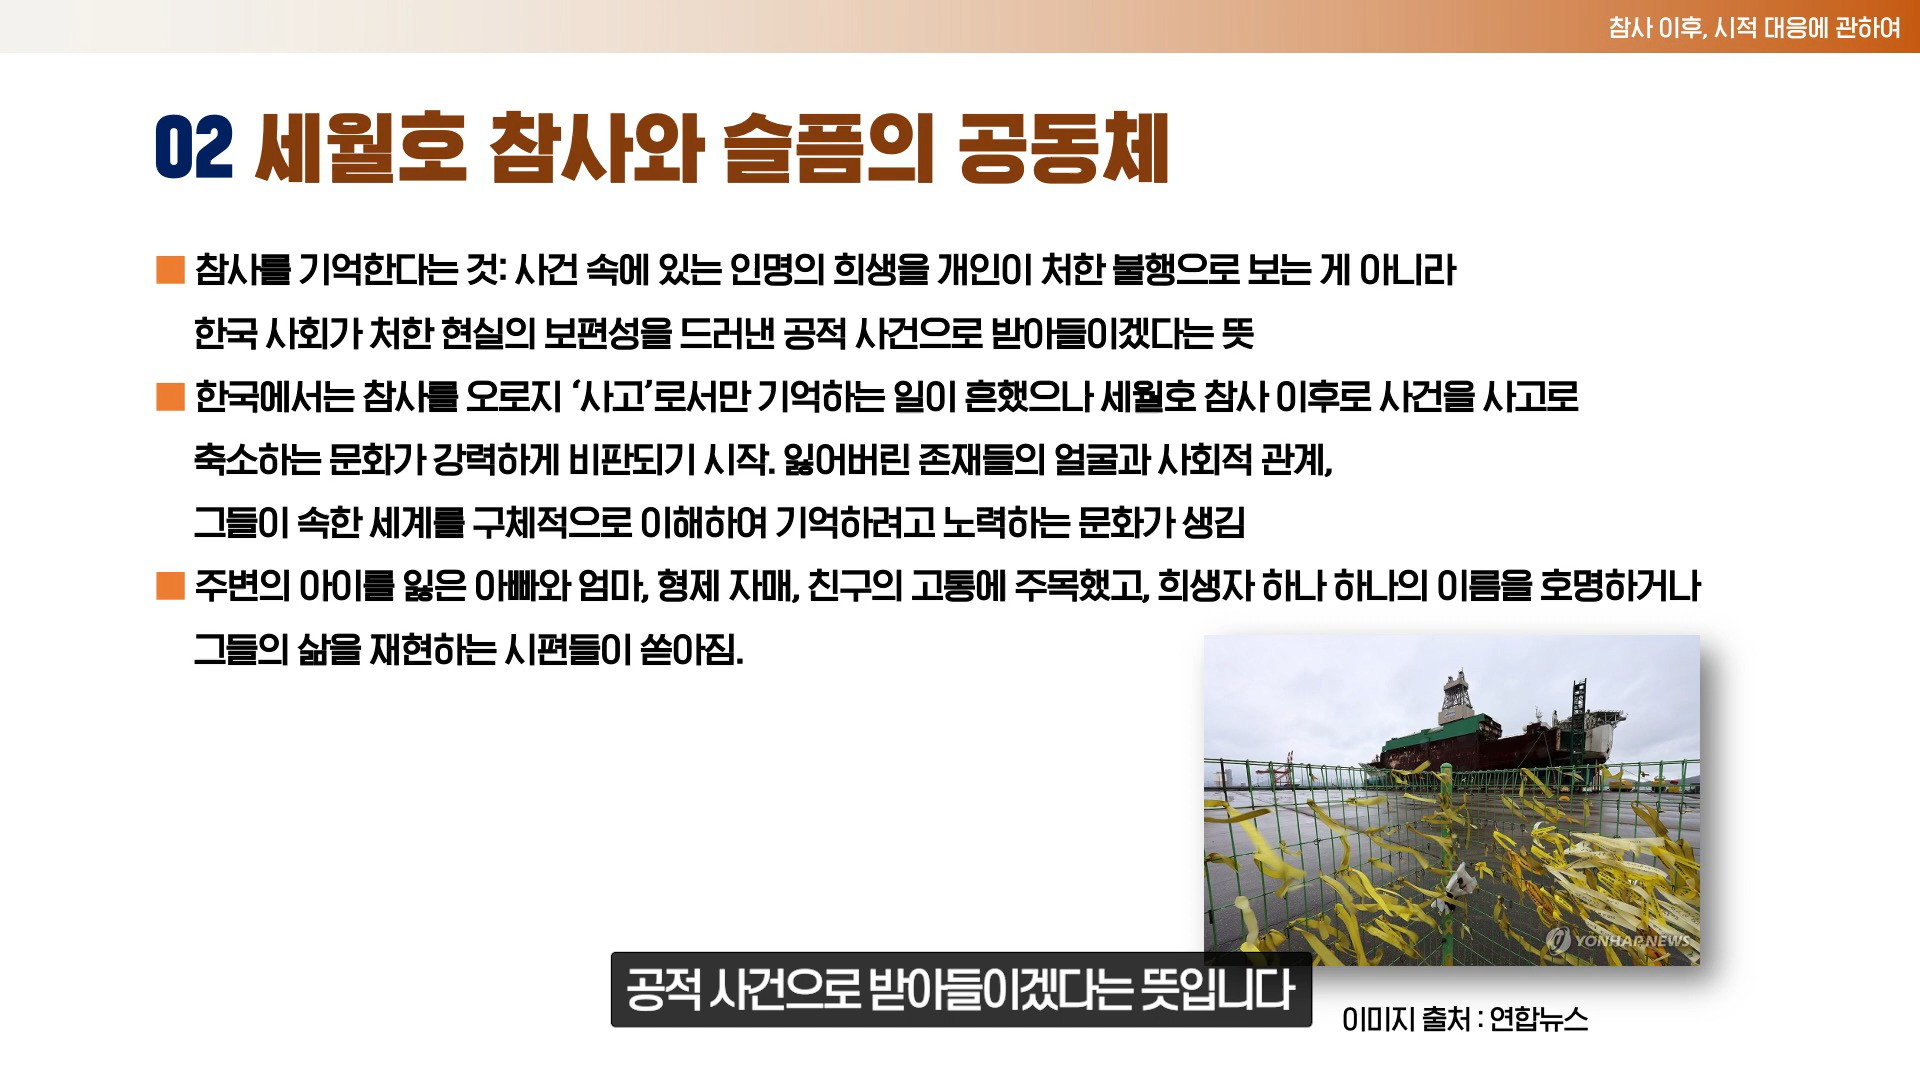 참사 이후, 시적 대응에 관하여
02 세월호 참사와 슬픔의 공동체
참사를 기억한다는 것: 사건 속에 있는 인명의 희생을 개인이 처한 불행으로 보는 게 아니라
한국 사회가 처한 현실의 보편성을 드러낸 공적 사건으로 받아들이겠다는 뜻
한국에서는 참사를 오로지 ‘사고’로서만 기억하는 일이 흔했으나 세월호 참사 이후로 사건을 사고로
축소하는 문화가 강력하게 비판되기 시작. 잃어버린 존재들의 얼굴과 사회적 관계,
그들이 속한 세계를 구체적으로 이해하여 기억하려고 노력하는 문화가 생김
주변의 아이를 잃은 아빠와 엄마, 형제 자매, 친구의 고통에 주목했고, 희생자 하나 하나의 이름을 호명하거나
그들의 삶을 재현하는 시편들이 쏟아짐.
YONHAP NEWS
공적 사건으로 받아들이겠다는 뜻입니다
이미지 출처 : 연합뉴스